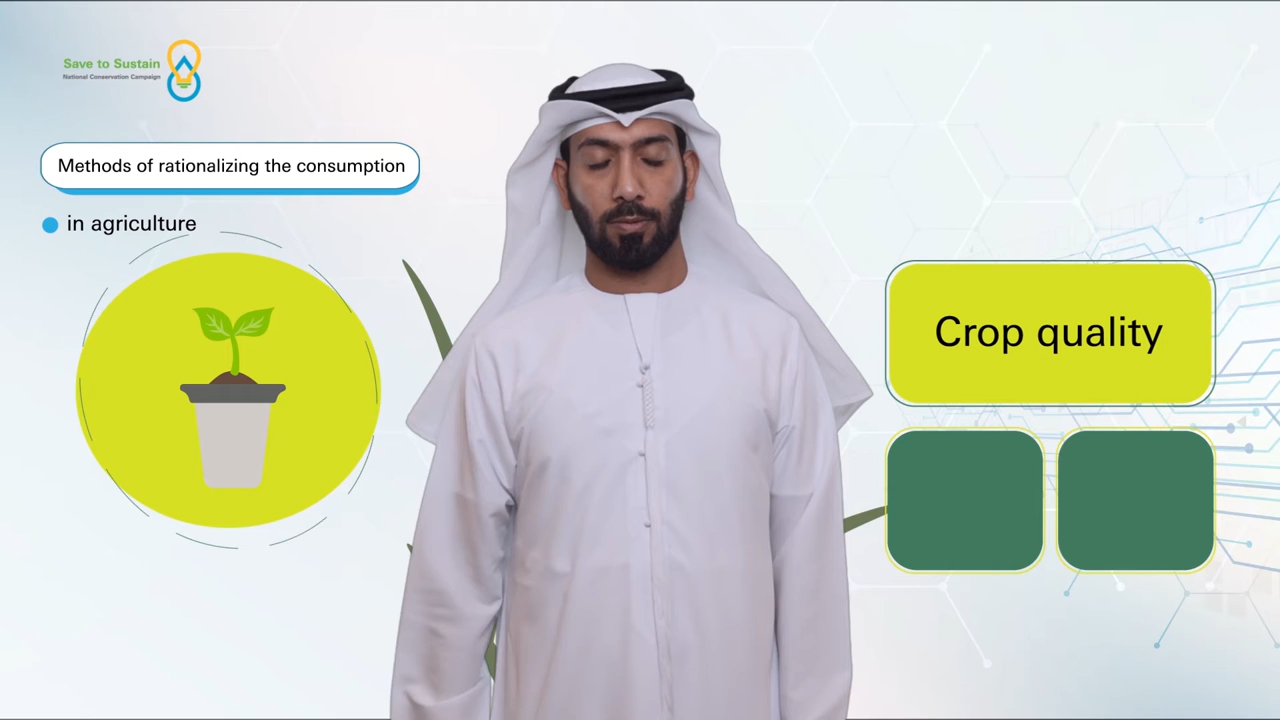 Save to Sustain
National Conservation Campaign
Methods of rationalizing the consumption
in agriculture
Crop quality